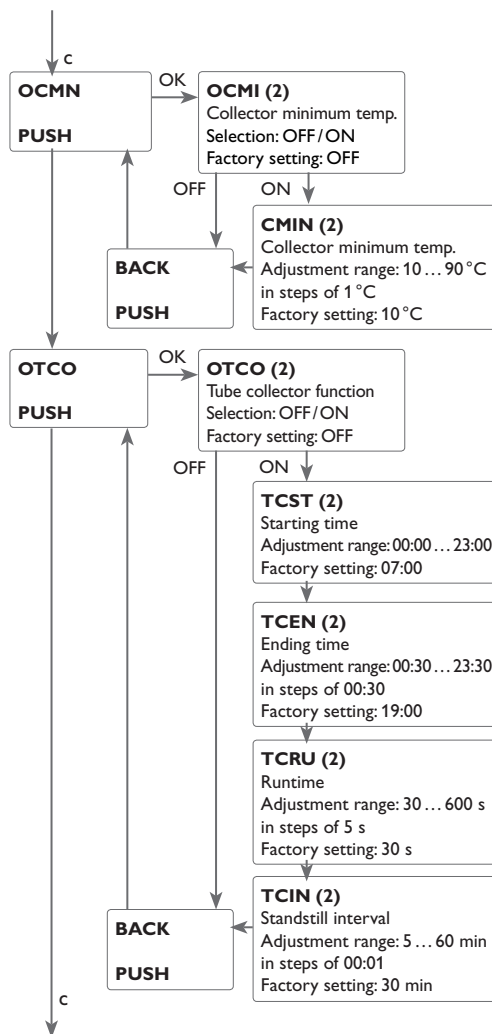 c
OCMN
PUSH
OK
OCMI (2)
Collector minimum temp.
Selection: OFF/ON
Factory setting: OFF
OFF
ON
CMIN (2)
Collector minimum temp.
Adjustment range: 10 … 90 °C
in steps of 1 °C
Factory setting: 10 °C
BACK
PUSH
OTCO
PUSH
OK
OTCO (2)
Tube collector function
Selection: OFF/ON
Factory setting: OFF
OFF
ON
TCST (2)
Starting time
Adjustment range: 00:00 … 23:00
Factory setting: 07:00
TCEN (2)
Ending time
Adjustment range: 00:30 … 23:30
in steps of 00:30
Factory setting: 19:00
TCRU (2)
Runtime
Adjustment range: 30 … 600 s
in steps of 5 s
Factory setting: 30 s
TCIN (2)
Standstill interval
Adjustment range: 5 … 60 min
in steps of 00:01
Factory setting: 30 min
BACK
PUSH
c